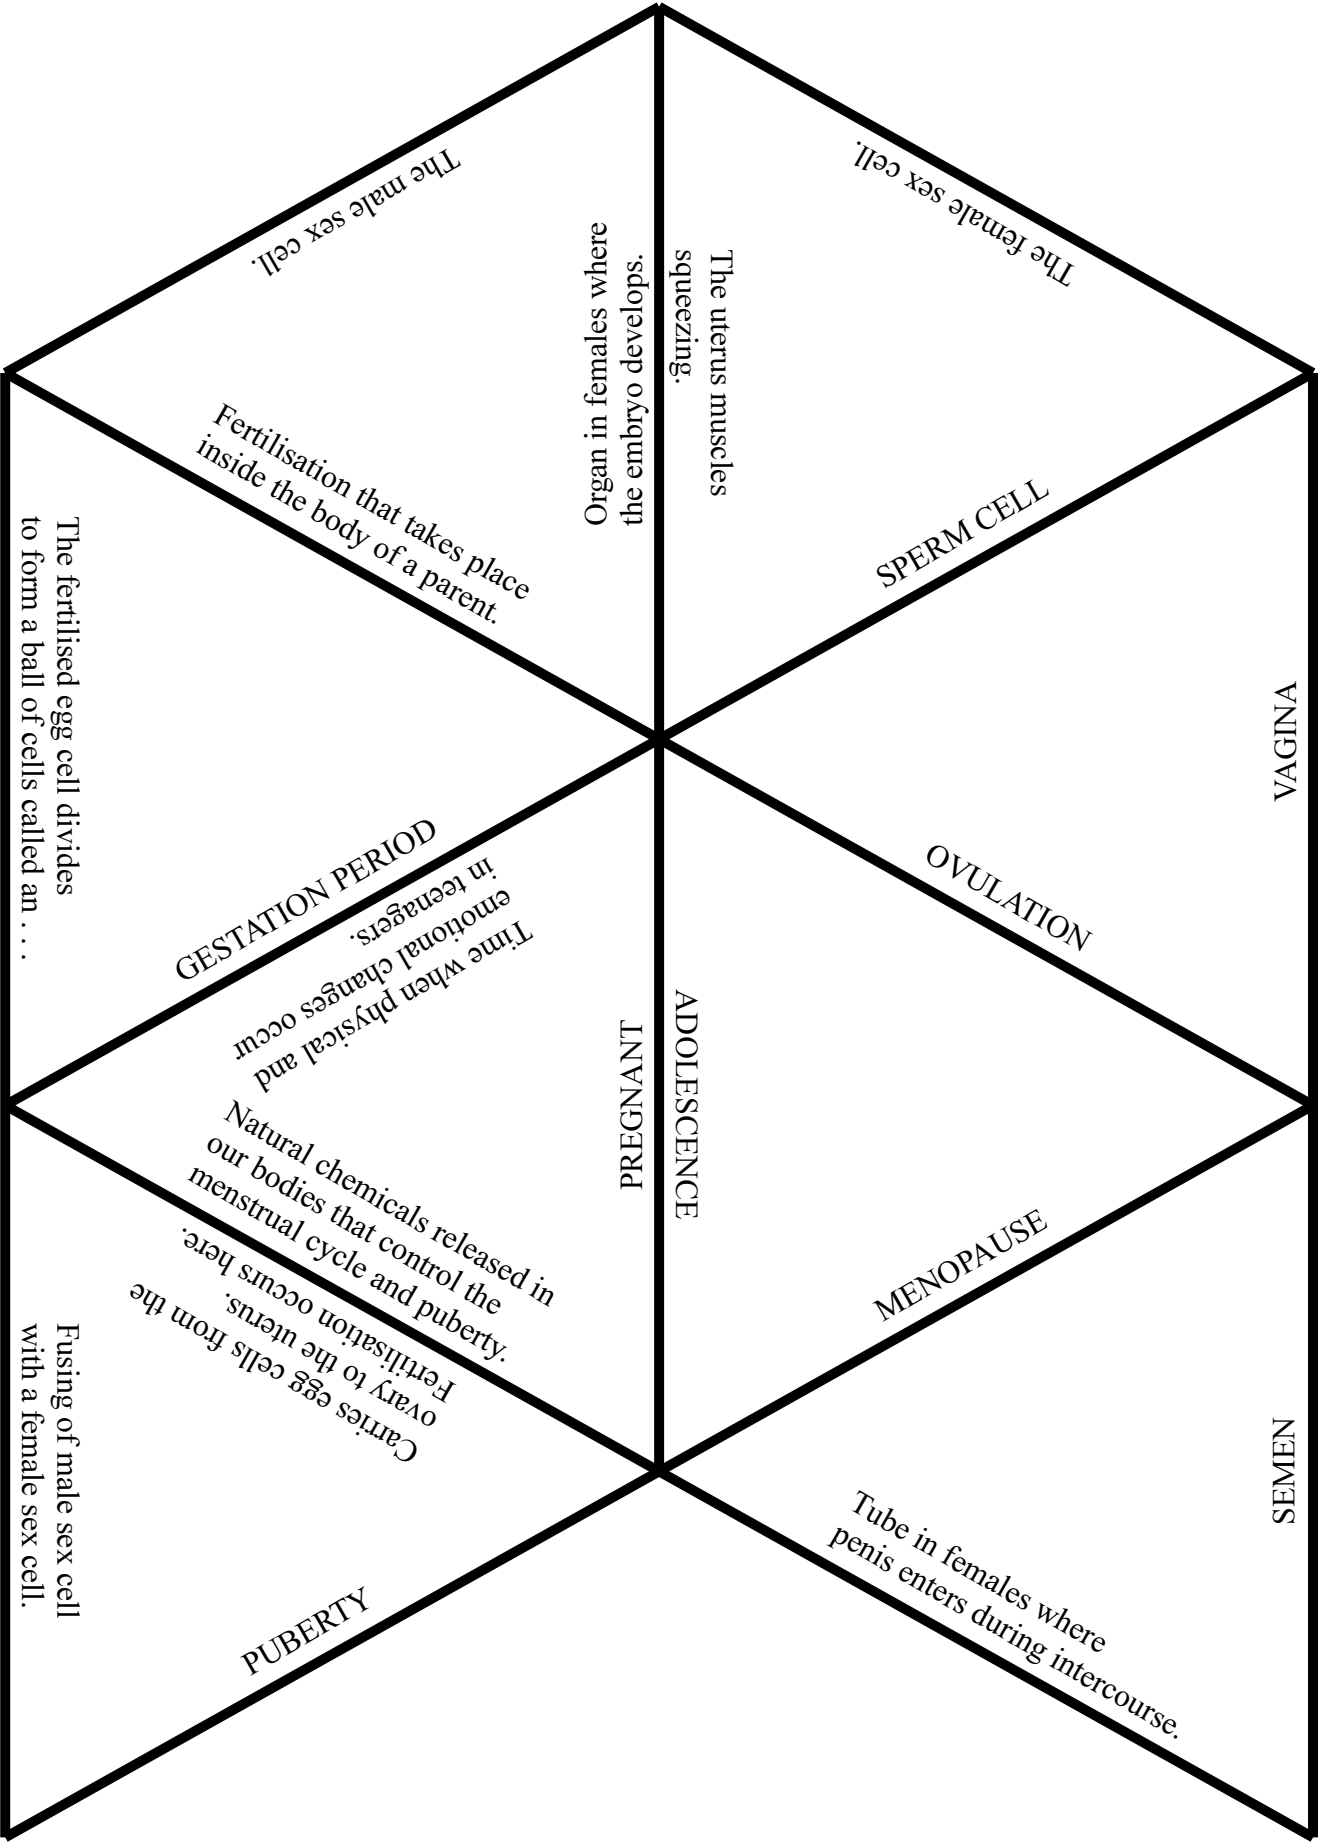 The male sex cell.
The female sex cell.
Organ in females where
the embryo develops.
The uterus muscles
squeezing.
Fertilisation that takes place
inside the body of a parent.
SPERM CELL
The fertilised egg cell divides
to form a ball of cells called an . . .
VAGINA
GESTATION PERIOD
OVULATION
Time when physical and
emotional changes occur
in teenagers.
PREGNANT
ADOLESCENCE
Natural chemicals released in
our bodies that control the
menstrual cycle and puberty.
MENOPAUSE
Carries egg cells from the
ovary to the uterus.
Fertilisation occurs here.
Fusing of male sex cell
with a female sex cell.
SEMEN
PUBERTY
Tube in females where
penis enters during intercourse.